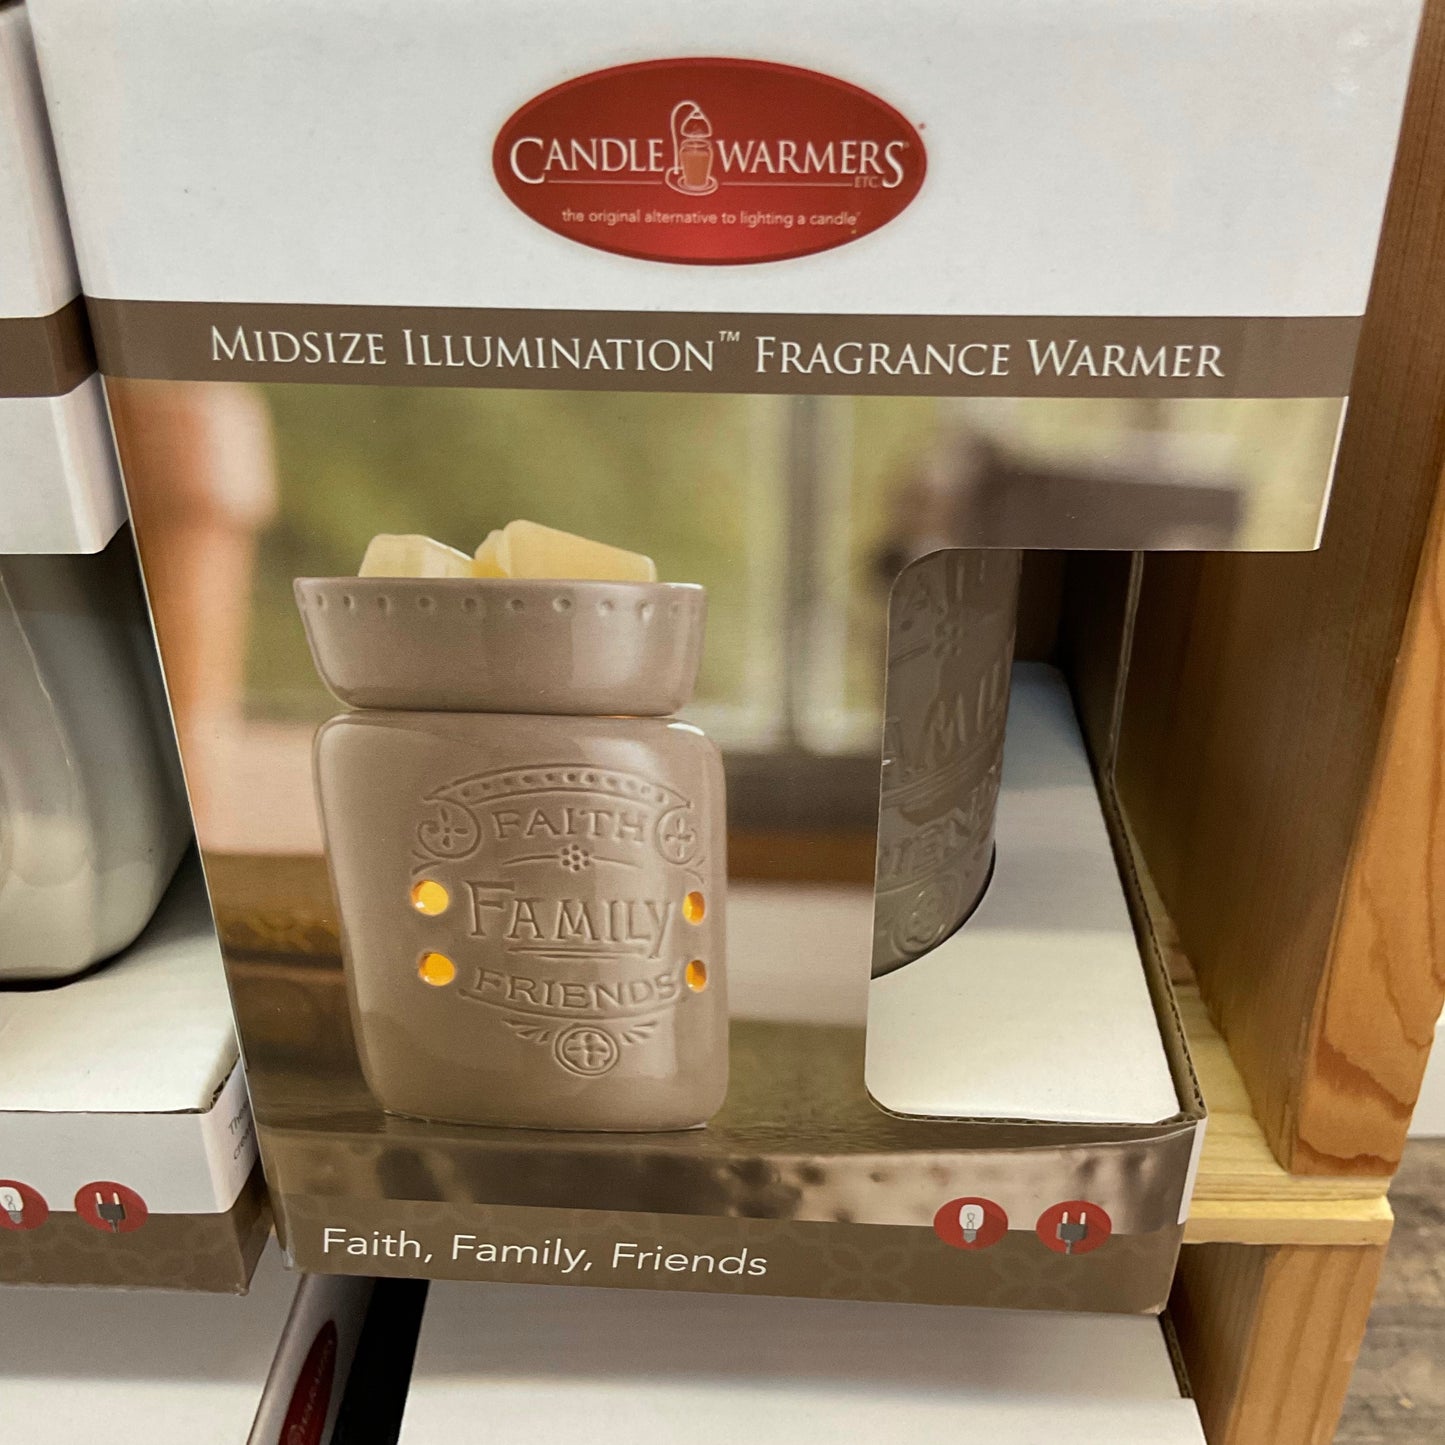 CANDLE WARMERS
ETC.
the original alternative to lighting a candle
MIDSIZE ILLUMINATION™ FRAGRANCE WARMER
FAITH
FAMILY
FRIENDS
Faith, Family, Friends